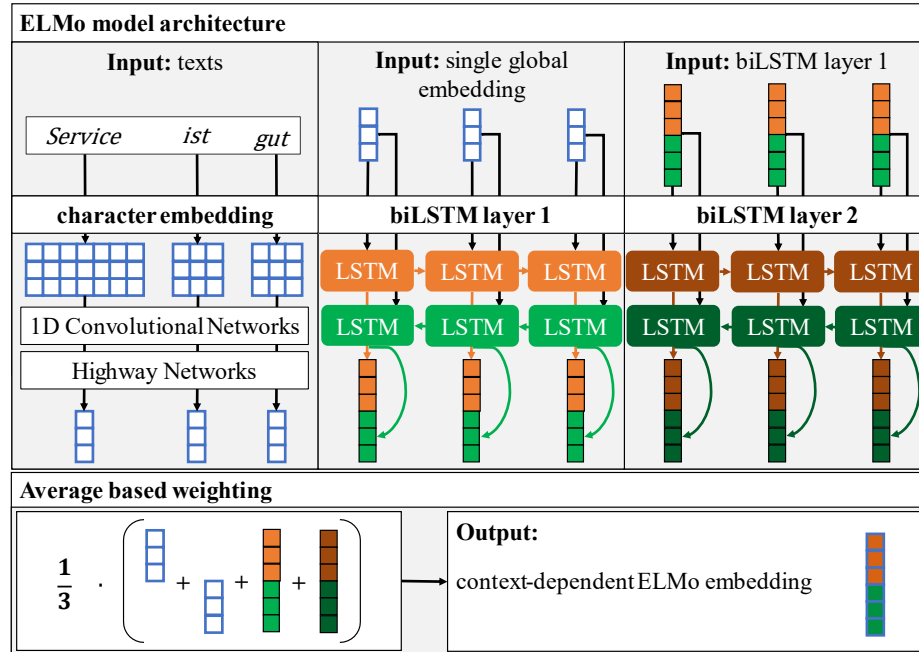 ELMo model architecture
Input: texts
Service ist gut
Input: single global
embedding
Input: biLSTM layer 1
character embedding
1D Convolutional Networks
Highway Networks
biLSTM layer 1
LSTM LSTM LSTM
LSTM LSTM LSTM
biLSTM layer 2
LSTM LSTM LSTM
LSTM LSTM LSTM
Average based weighting
1/3 · ( + + + )
Output:
context-dependent ELMo embedding